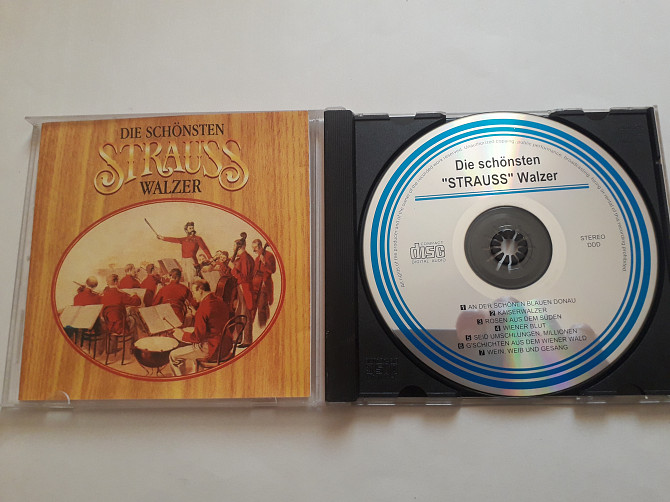 DIE SCHÖNSTEN
STRAUSS
WALZER
Die schönsten
"STRAUSS" Walzer
COMPACT
disc
DIGITAL AUDIO
STEREO
DDD
1 AN DER SCHÖNEN BLAUEN DONAU
2 KAISERWALZER
3 ROSEN AUS DEM SÜDEN
4 WIENER BLUT
5 SEID UMSCHLUNGEN, MILLIONEN
6 G'SCHICHTEN AUS DEM WIENER WALD
7 WEIN, WEIB UND GESANG